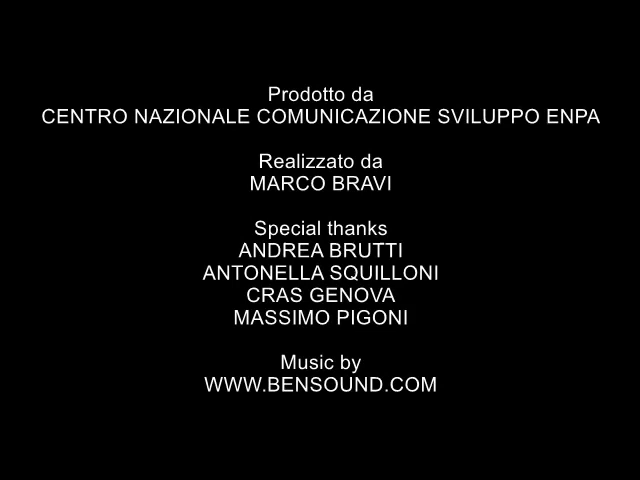 Prodotto da
CENTRO NAZIONALE COMUNICAZIONE SVILUPPO ENPA
Realizzato da
MARCO BRAVI
Special thanks
ANDREA BRUTTI
ANTONELLA SQUILLONI
CRAS GENOVA
MASSIMO PIGONI
Music by
WWW.BENSOUND.COM